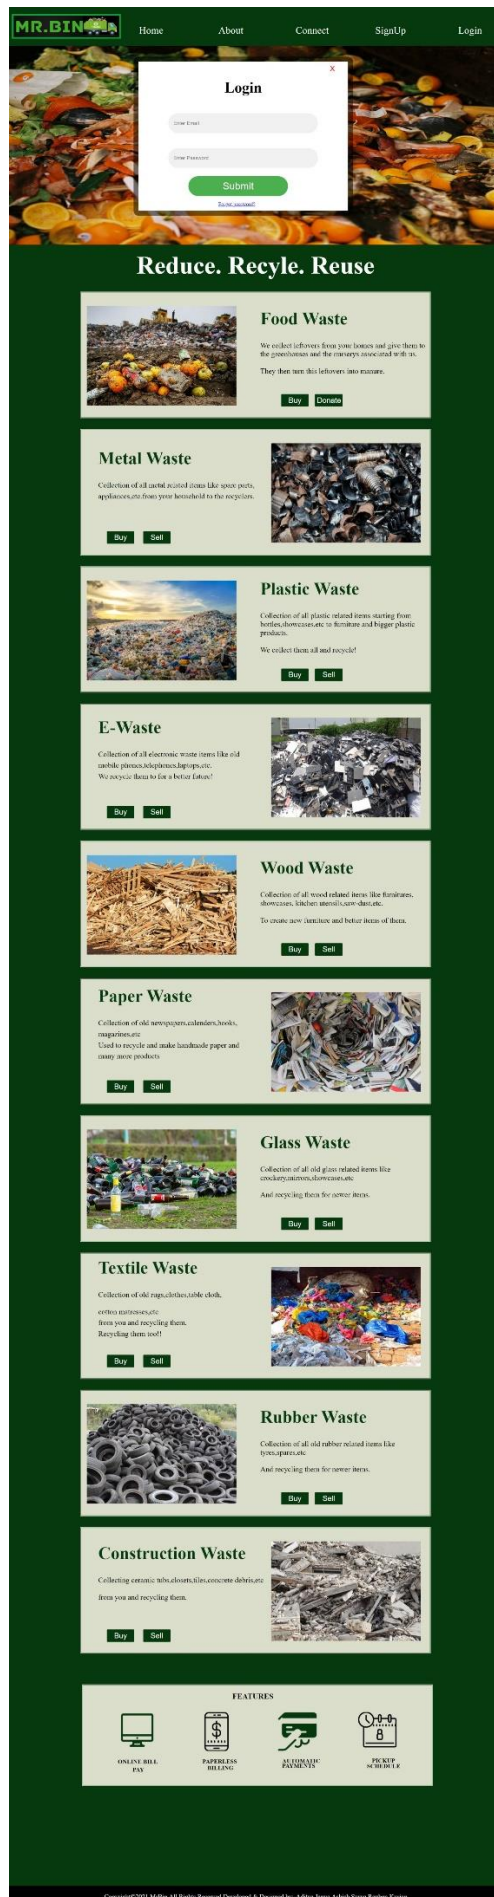 MR.BIN
Home About Connect SignUp Login
X
Login
Enter Email
Enter Password
Submit
Reduce. Recyle. Reuse
Food Waste
We collect leftovers from your homes and give them to
the greenhouses and the nurserys associated with us.
They then turn this leftovers into manure.
Buy Donate
Metal Waste
Collection of all metal related items like spare parts,
appliances,etc.from your household to the recyclers.
Buy Sell
Plastic Waste
Collection of all plastic related items starting from
bottles,showcases,etc to furniture and bigger plastic
products.
We collect them all and recycle!
Buy Sell
E-Waste
Collection of all electronic waste items like old
mobile phones,telephones,laptops,etc.
We recycle them to for a better future!
Buy Sell
Wood Waste
Collection of all wood related items like furnitures,
showcases, kitchen utensils,saw-dust,etc.
To create new furniture and better items of them.
Buy Sell
Paper Waste
Collection of old newspapers,calenders,books,
magazines,etc
Used to recycle and make handmade paper and
many more products
Buy Sell
Glass Waste
Collection of all old glass related items like
crockery,mirrors,showcases,etc
And recycling them for newer items.
Buy Sell
Textile Waste
Collection of old rags,clothes,table cloth,
cotton matresses,etc
from you and recycling them.
Recycling them too!!
Buy Sell
Rubber Waste
Collection of all old rubber related items like
tyres,spares,etc
And recycling them for newer items.
Buy Sell
Construction Waste
Collecting ceramic tubs,closets,tiles,concrete debris,etc
from you and recycling them.
Buy Sell
FEATURES
ONLINE BILL
PAY
PAPERLESS
BILLING
AUTOMATIC
PAYMENTS
8
PICKUP
SCHEDULE